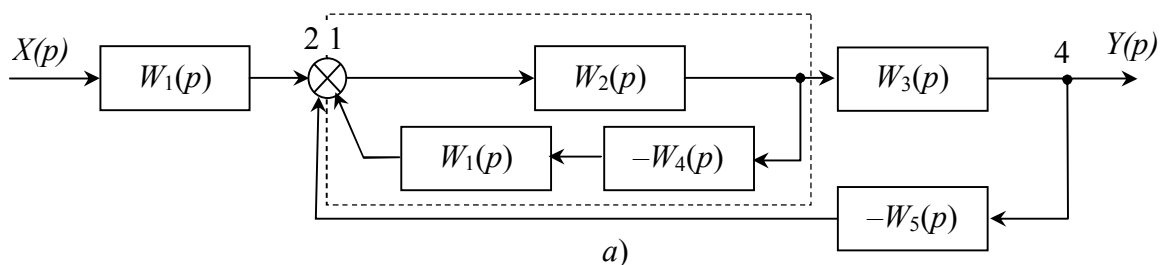 2 1
4
X(p)
Y(p)
W₁(p)
W₂(p)
W₃(p)
W₁(p)
–W₄(p)
–W₅(p)
а)